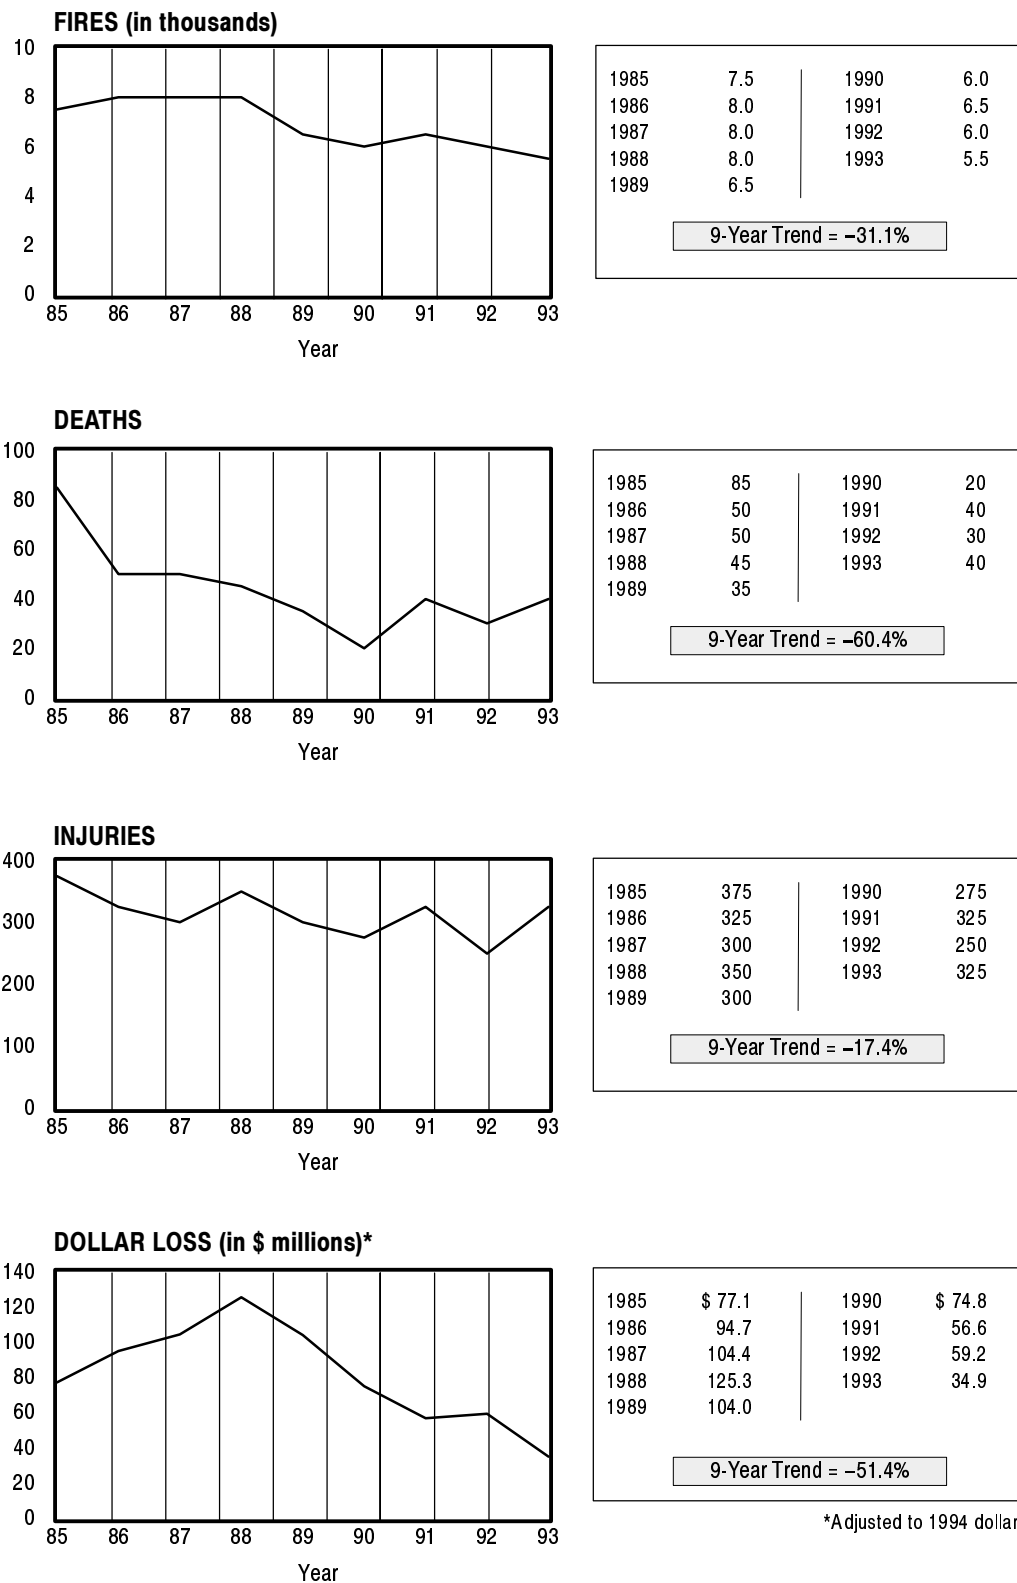 FIRES (in thousands)
10
8
6
4
2
0
85 86 87 88 89 90 91 92 93
Year
1985 7.5 1990 6.0
1986 8.0 1991 6.5
1987 8.0 1992 6.0
1988 8.0 1993 5.5
1989 6.5
9-Year Trend = –31.1%
DEATHS
100
80
60
40
20
0
85 86 87 88 89 90 91 92 93
Year
1985 85 1990 20
1986 50 1991 40
1987 50 1992 30
1988 45 1993 40
1989 35
9-Year Trend = –60.4%
INJURIES
400
300
200
100
0
85 86 87 88 89 90 91 92 93
Year
1985 375 1990 275
1986 325 1991 325
1987 300 1992 250
1988 350 1993 325
1989 300
9-Year Trend = –17.4%
DOLLAR LOSS (in $ millions)*
140
120
100
80
60
40
20
0
85 86 87 88 89 90 91 92 93
Year
1985 $ 77.1 1990 $ 74.8
1986 94.7 1991 56.6
1987 104.4 1992 59.2
1988 125.3 1993 34.9
1989 104.0
9-Year Trend = –51.4%
*Adjusted to 1994 dollar